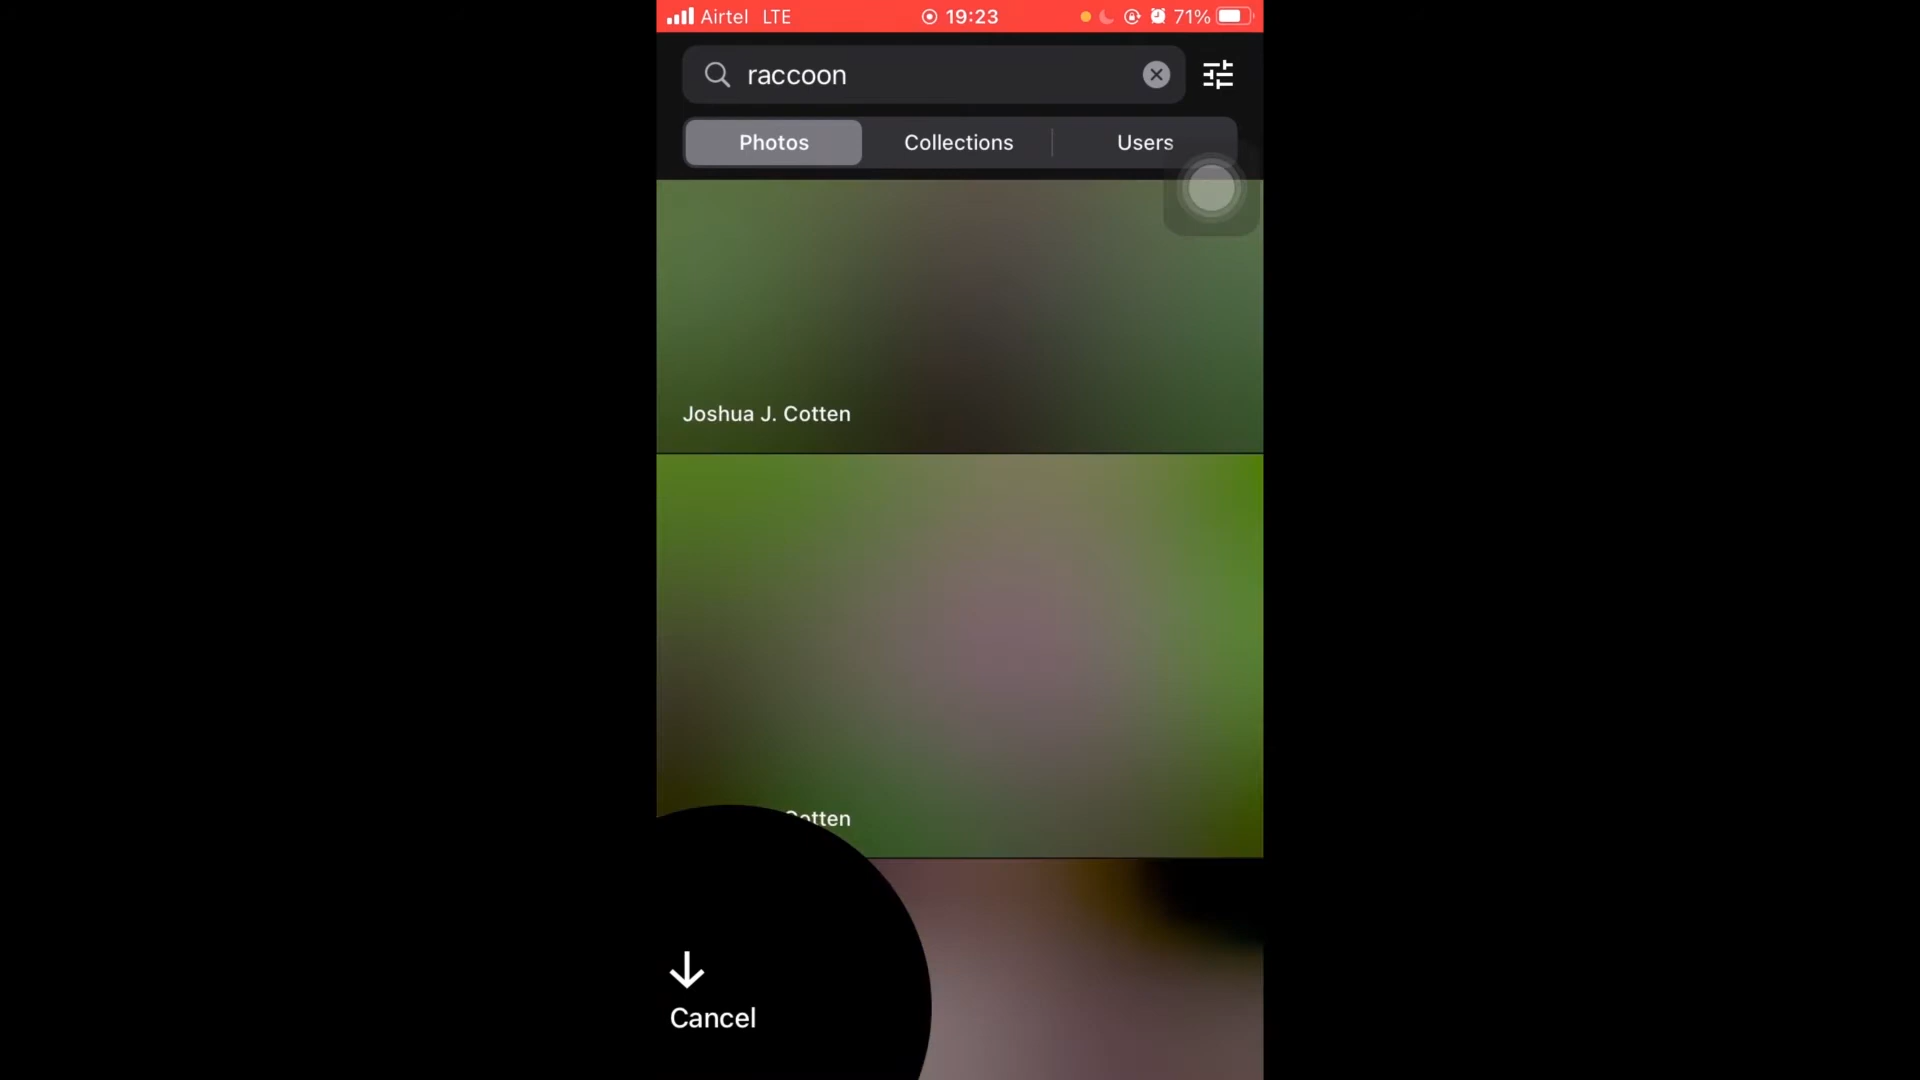 Airtel LTE 19:23 71%
raccoon
Photos Collections Users
Joshua J. Cotten
Cotten
Cancel